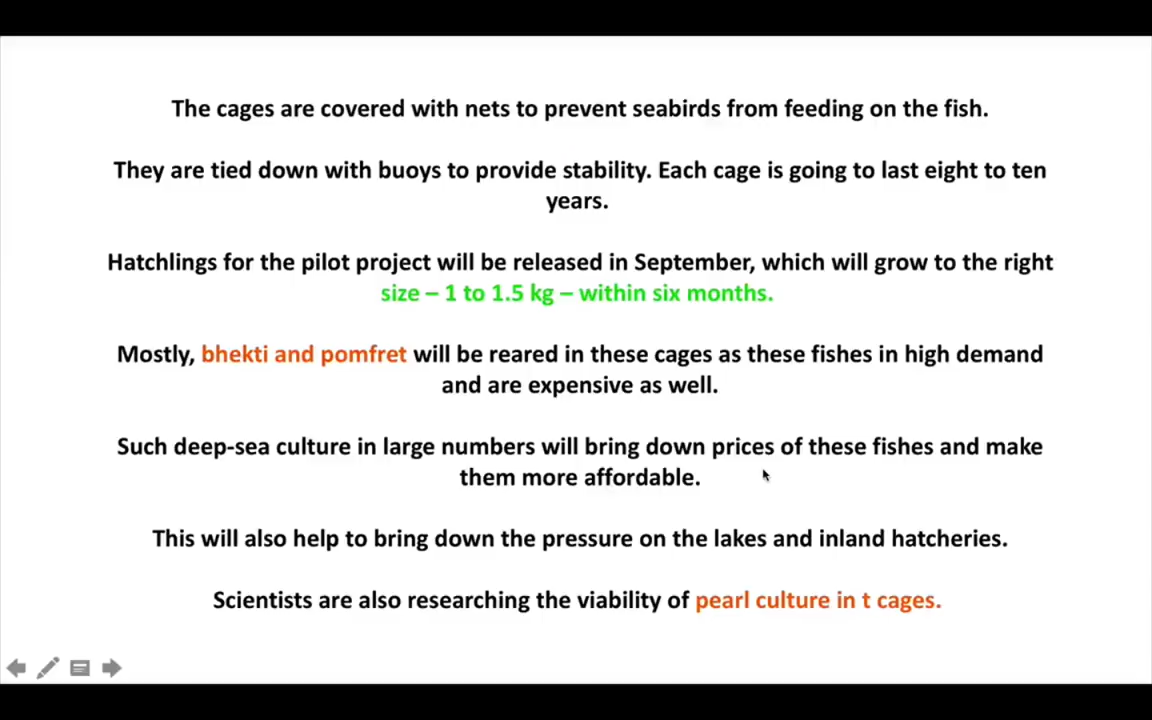 The cages are covered with nets to prevent seabirds from feeding on the fish.
They are tied down with buoys to provide stability. Each cage is going to last eight to ten
years.
Hatchlings for the pilot project will be released in September, which will grow to the right
size – 1 to 1.5 kg – within six months.
Mostly, bhekti and pomfret will be reared in these cages as these fishes in high demand
and are expensive as well.
Such deep-sea culture in large numbers will bring down prices of these fishes and make
them more affordable.
This will also help to bring down the pressure on the lakes and inland hatcheries.
Scientists are also researching the viability of pearl culture in t cages.